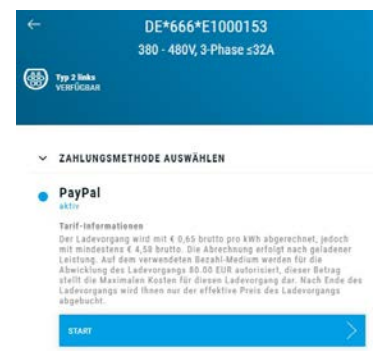 DE*666*E1000153
380 - 480V, 3-Phase ≤32A
Typ 2 links
VERFÜGBAR
ZAHLUNGSMETHODE AUSWÄHLEN
PayPal
aktiv
Tarif-Informationen
Der Ladevorgang wird mit € 0,65 brutto pro kWh abgerechnet, jedoch
mit mindestens € 4,58 brutto. Die Abrechnung erfolgt nach geladener
Leistung. Auf dem verwendeten Bezahl-Medium werden für die
Abwicklung des Ladevorgangs 80.00 EUR autorisiert, dieser Betrag
stellt die Maximalen Kosten für diesen Ladevorgang dar. Nach Ende des
Ladevorgangs wird Ihnen nur der effektive Preis des Ladevorgangs
abgebucht.
START